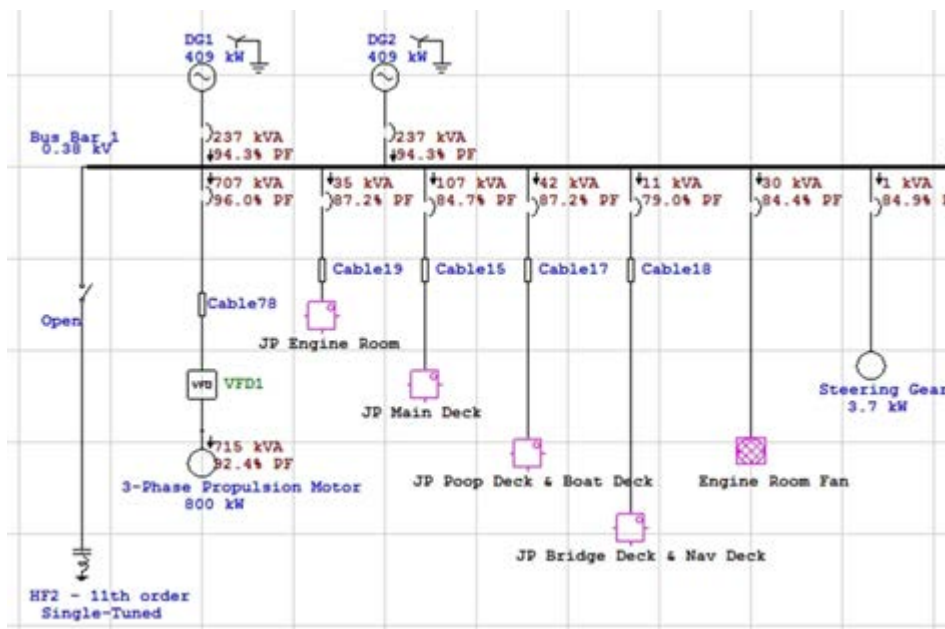 DG1
409 kW
DG2
409 kW
Bus Bar 1
0.38 kV
237 kVA
94.3% PF
237 kVA
94.3% PF
707 kVA
96.0% PF
35 kVA
87.2% PF
107 kVA
84.7% PF
42 kVA
87.2% PF
11 kVA
79.0% PF
30 kVA
84.4% PF
1 kVA
84.9%
Open
Cable78
Cable19
Cable15
Cable17
Cable18
JP Engine Room
VFD
VFD1
JP Main Deck
Steering Gear
3.7 kW
715 kVA
92.4% PF
3-Phase Propulsion Motor
800 kW
JP Poop Deck & Boat Deck
Engine Room Fan
JP Bridge Deck & Nav Deck
HF2 - 11th order
Single-Tuned